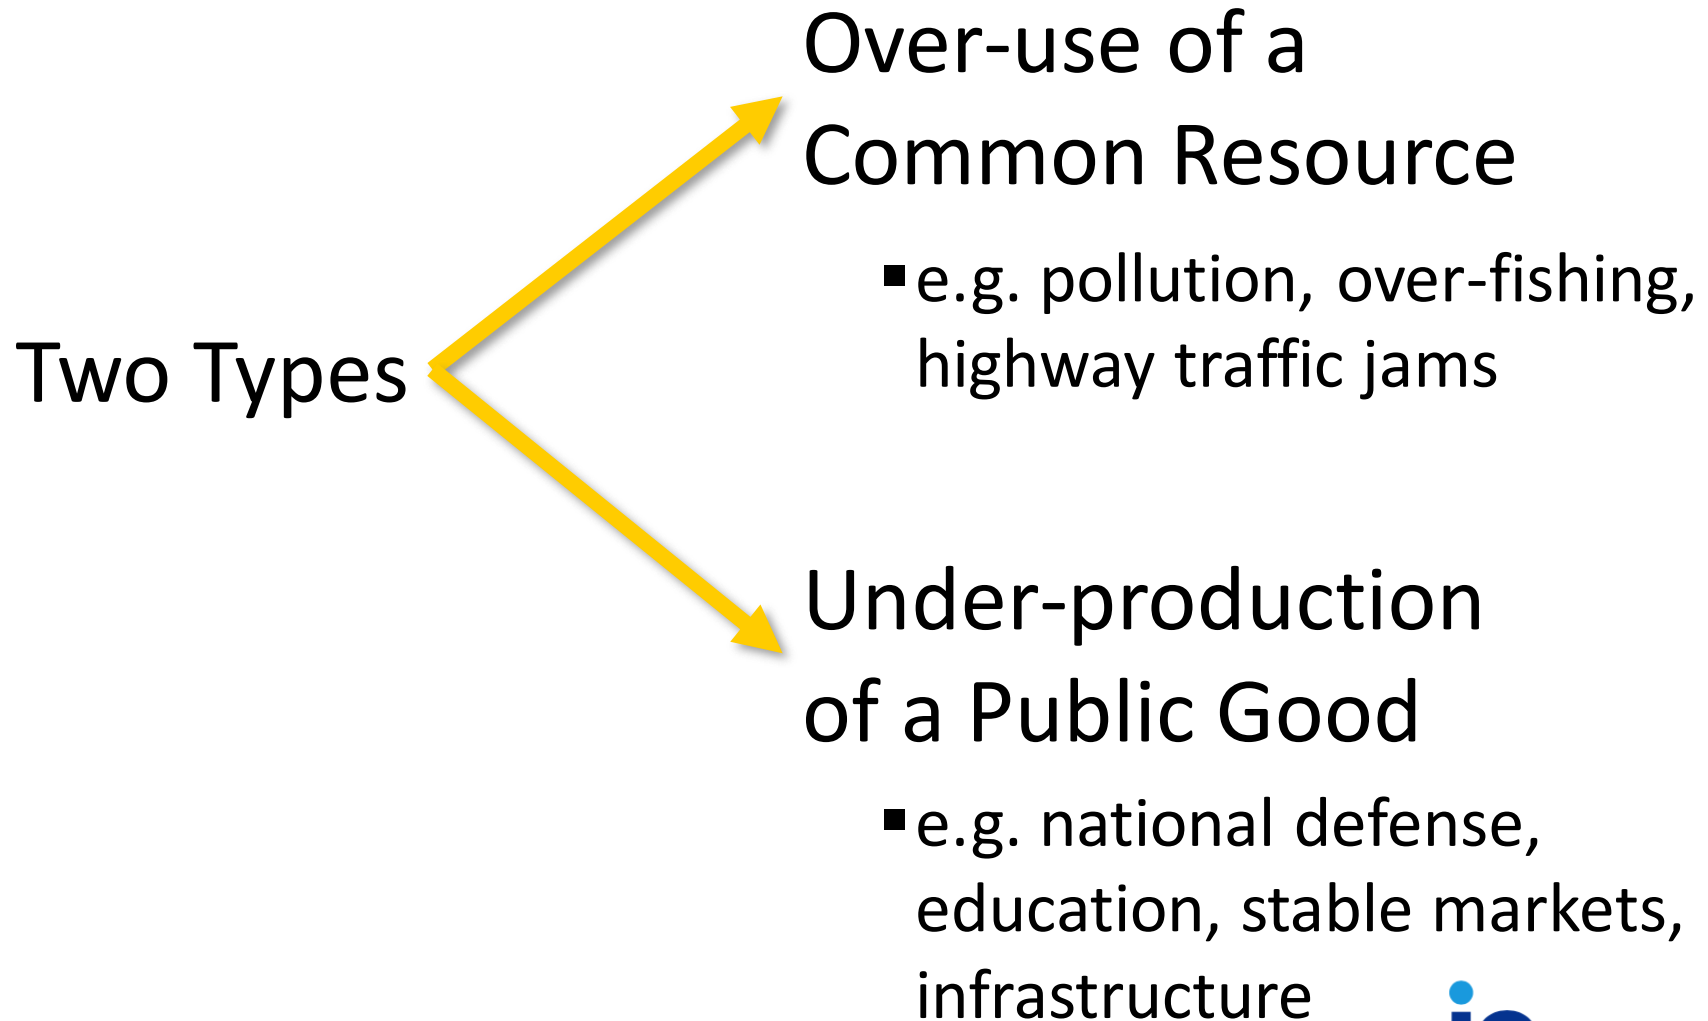 Over-use of a
Common Resource
▪e.g. pollution, over-fishing,
highway traffic jams
Two Types
Under-production
of a Public Good
▪e.g. national defense,
education, stable markets,
infrastructure